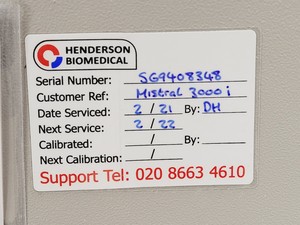 HENDERSON
BIOMEDICAL
Serial Number: SG9408348
Customer Ref: Mistral 3000i
Date Serviced: 2 / 21 By: DH
Next Service: 2 / 22
Calibrated: / By:
Next Calibration: /
Support Tel: 020 8663 4610